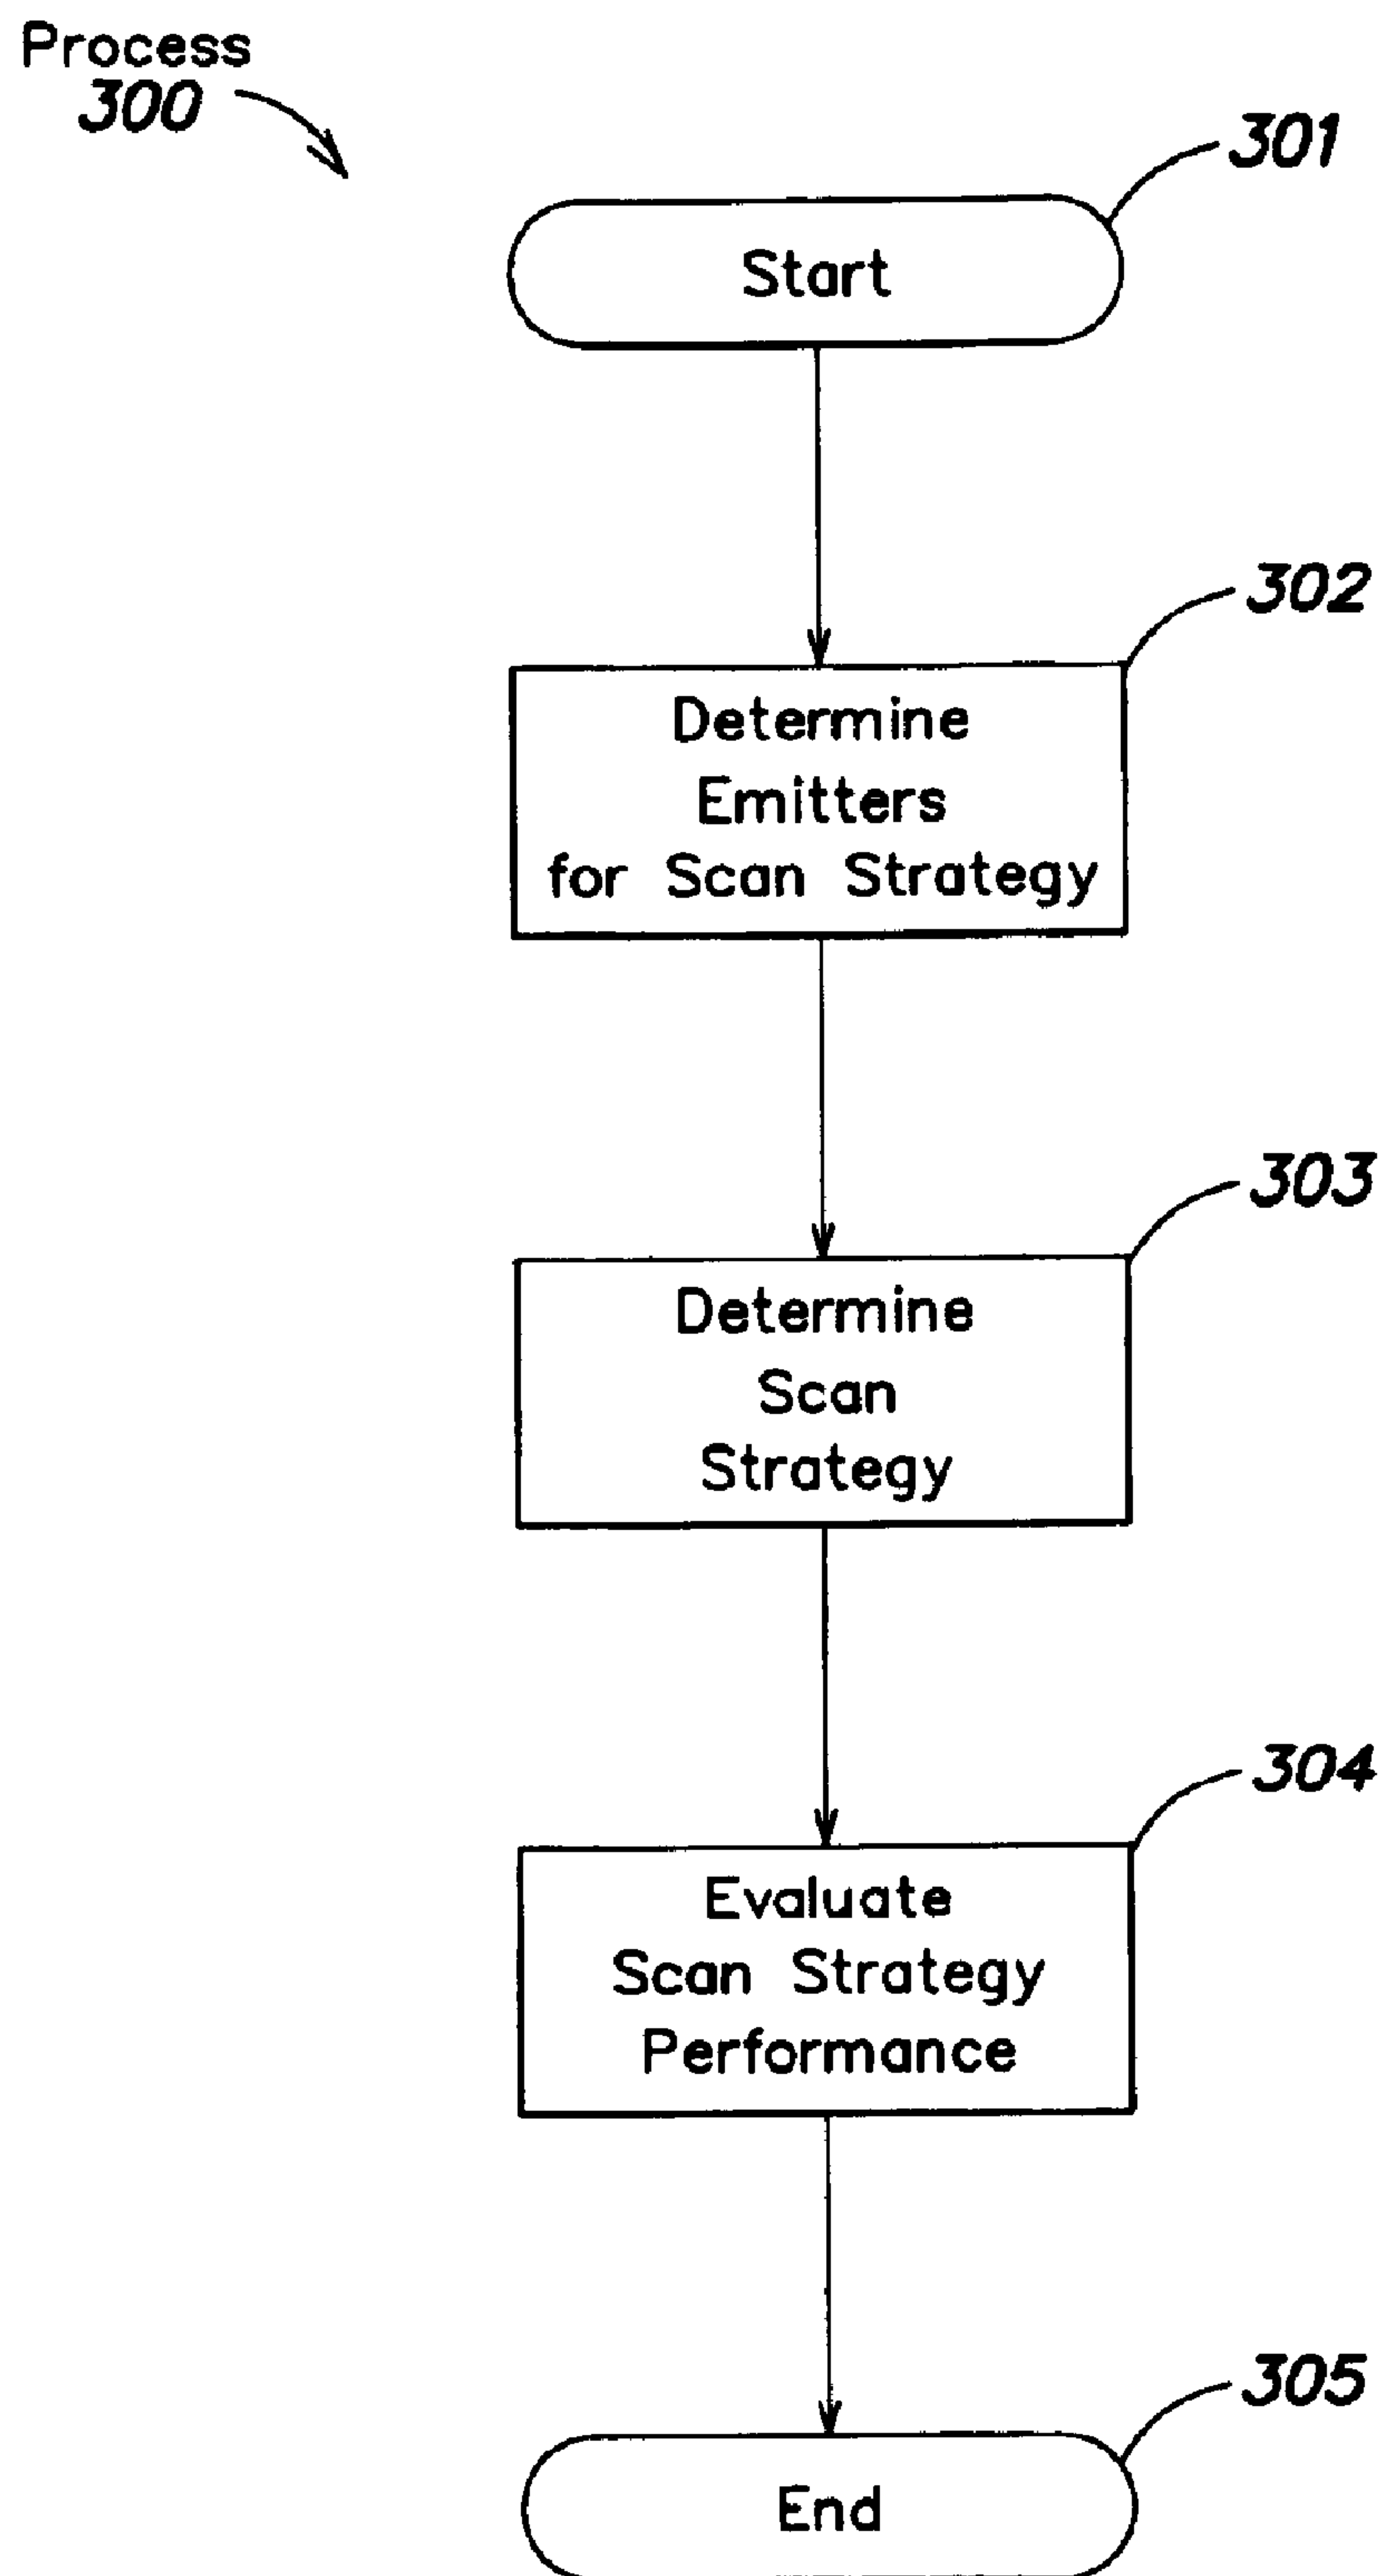 Process
300
301
Start
302
Determine
Emitters
for Scan Strategy
303
Determine
Scan
Strategy
304
Evaluate
Scan Strategy
Performance
305
End